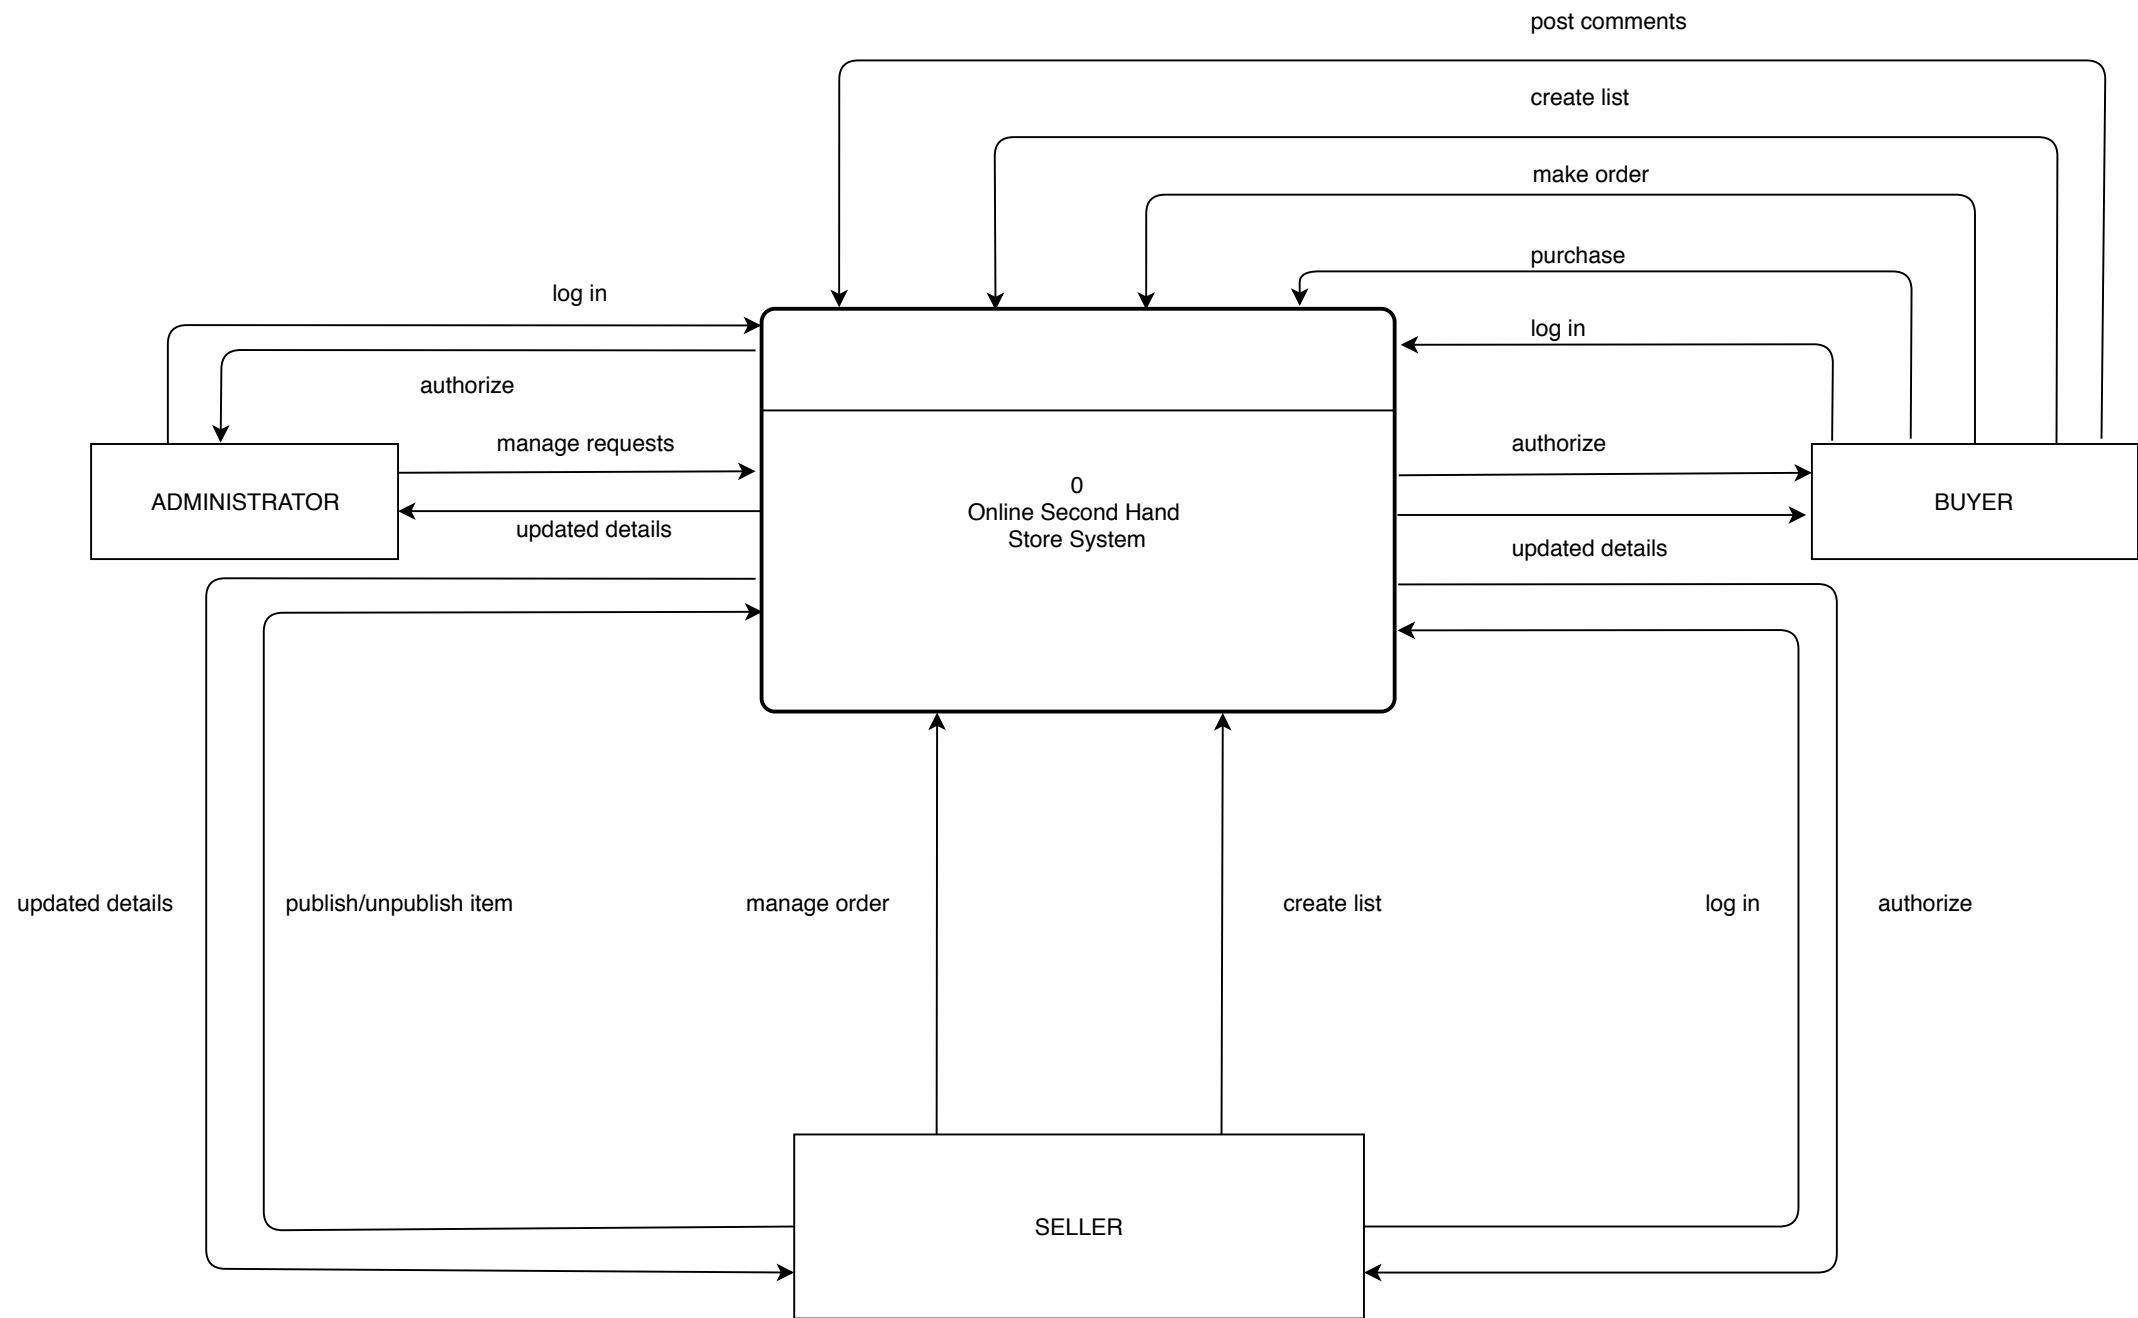 post comments
create list
make order
purchase
log in
log in
authorize
manage requests
authorize
ADMINISTRATOR
0
Online Second Hand
Store System
BUYER
updated details
updated details
updated details
publish/unpublish item
manage order
create list
log in
authorize
SELLER